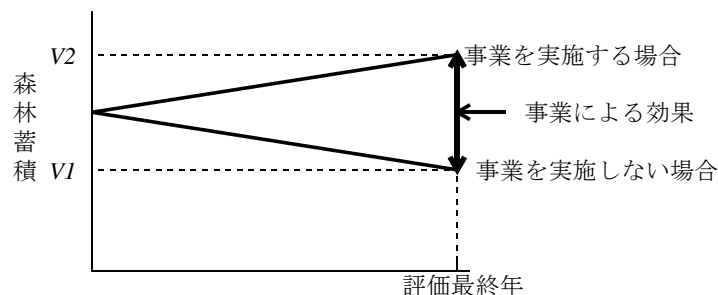 V2
事業を実施する場合
森林蓄積
事業による効果
V1
事業を実施しない場合
評価最終年